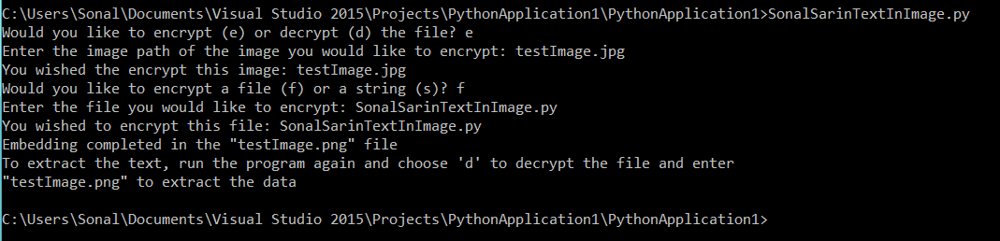 C:\Users\Sonal\Documents\Visual Studio 2015\Projects\PythonApplication1\PythonApplication1>SonalSarinTextInImage.py
Would you like to encrypt (e) or decrypt (d) the file? e
Enter the image path of the image you would like to encrypt: testImage.jpg
You wished the encrypt this image: testImage.jpg
Would you like to encrypt a file (f) or a string (s)? f
Enter the file you would like to encrypt: SonalSarinTextInImage.py
You wished to encrypt this file: SonalSarinTextInImage.py
Embedding completed in the "testImage.png" file
To extract the text, run the program again and choose 'd' to decrypt the file and enter
"testImage.png" to extract the data
C:\Users\Sonal\Documents\Visual Studio 2015\Projects\PythonApplication1\PythonApplication1>